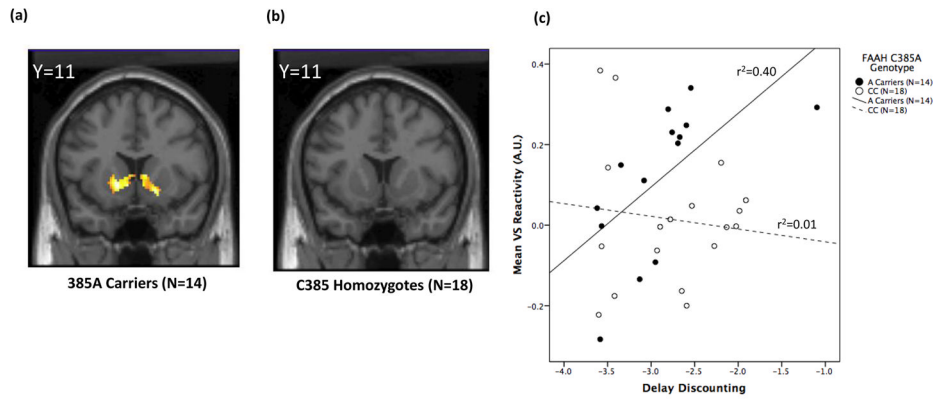 (a)
(b)
(c)
Y=11
Y=11
385A Carriers (N=14)
C385 Homozygotes (N=18)
Mean VS Reactivity (A.U.)
0.4
0.2
0.0
-0.2
-4.0 -3.5 -3.0 -2.5 -2.0 -1.5 -1.0
Delay Discounting
r²=0.40
r²=0.01
FAAH C385A
Genotype
A Carriers (N=14)
CC (N=18)
A Carriers (N=14)
CC (N=18)